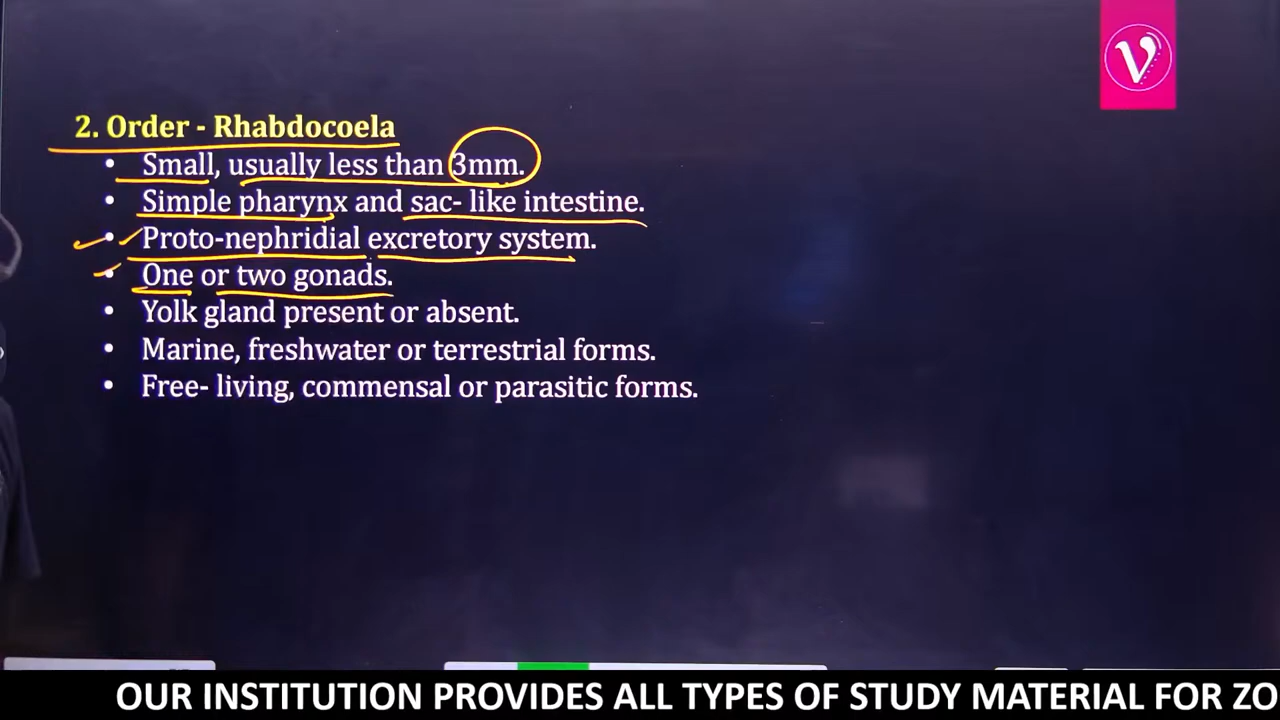 V
2. Order - Rhabdocoela
• Small, usually less than 3mm.
• Simple pharynx and sac- like intestine.
• Proto-nephridial excretory system.
• One or two gonads.
• Yolk gland present or absent.
• Marine, freshwater or terrestrial forms.
• Free- living, commensal or parasitic forms.
OUR INSTITUTION PROVIDES ALL TYPES OF STUDY MATERIAL FOR ZO